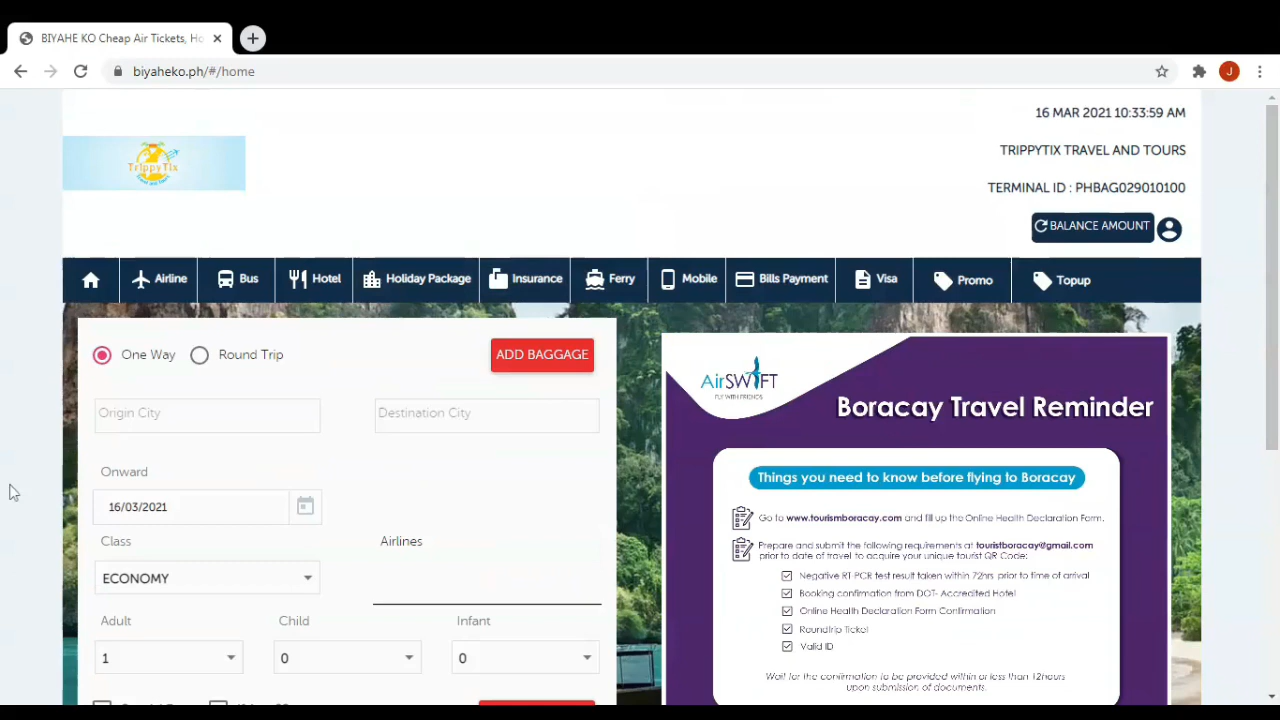 BIYAHE KO Cheap Air Tickets, Ho
biyaheko.ph/#/home
J
16 MAR 2021 10:33:59 AM
TrippyTix
TRIPPYTIX TRAVEL AND TOURS
TERMINAL ID : PHBAG029010100
BALANCE AMOUNT
Airline Bus Hotel Holiday Package Insurance Ferry Mobile Bills Payment Visa Promo Topup
One Way Round Trip ADD BAGGAGE
Origin City Destination City
Onward
16/03/2021
Class Airlines
ECONOMY
Adult Child Infant
1 0 0
AirSWIFT
FLY WITH FRIENDS
Boracay Travel Reminder
Things you need to know before flying to Boracay
Go to www.tourismboracay.com and fill up the Online Health Declaration Form.
Prepare and submit the following requirements at touristboracay@gmail.com
prior to date of travel to acquire your unique tourist QR Code:
Negative RT PCR test result taken within 72hrs prior to time of arrival
Booking confirmation from DOT- Accredited Hotel
Online Health Declaration Form Confirmation
Roundtrip Ticket
Valid ID
Wait for the confirmation to be provided within or less than 12hours
upon submission of documents.